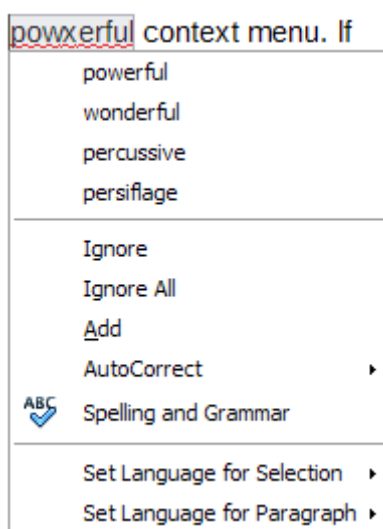 powxerful context menu. If
powerful
wonderful
percussive
persiflage
Ignore
Ignore All
Add
AutoCorrect
ABC
Spelling and Grammar
Set Language for Selection
Set Language for Paragraph